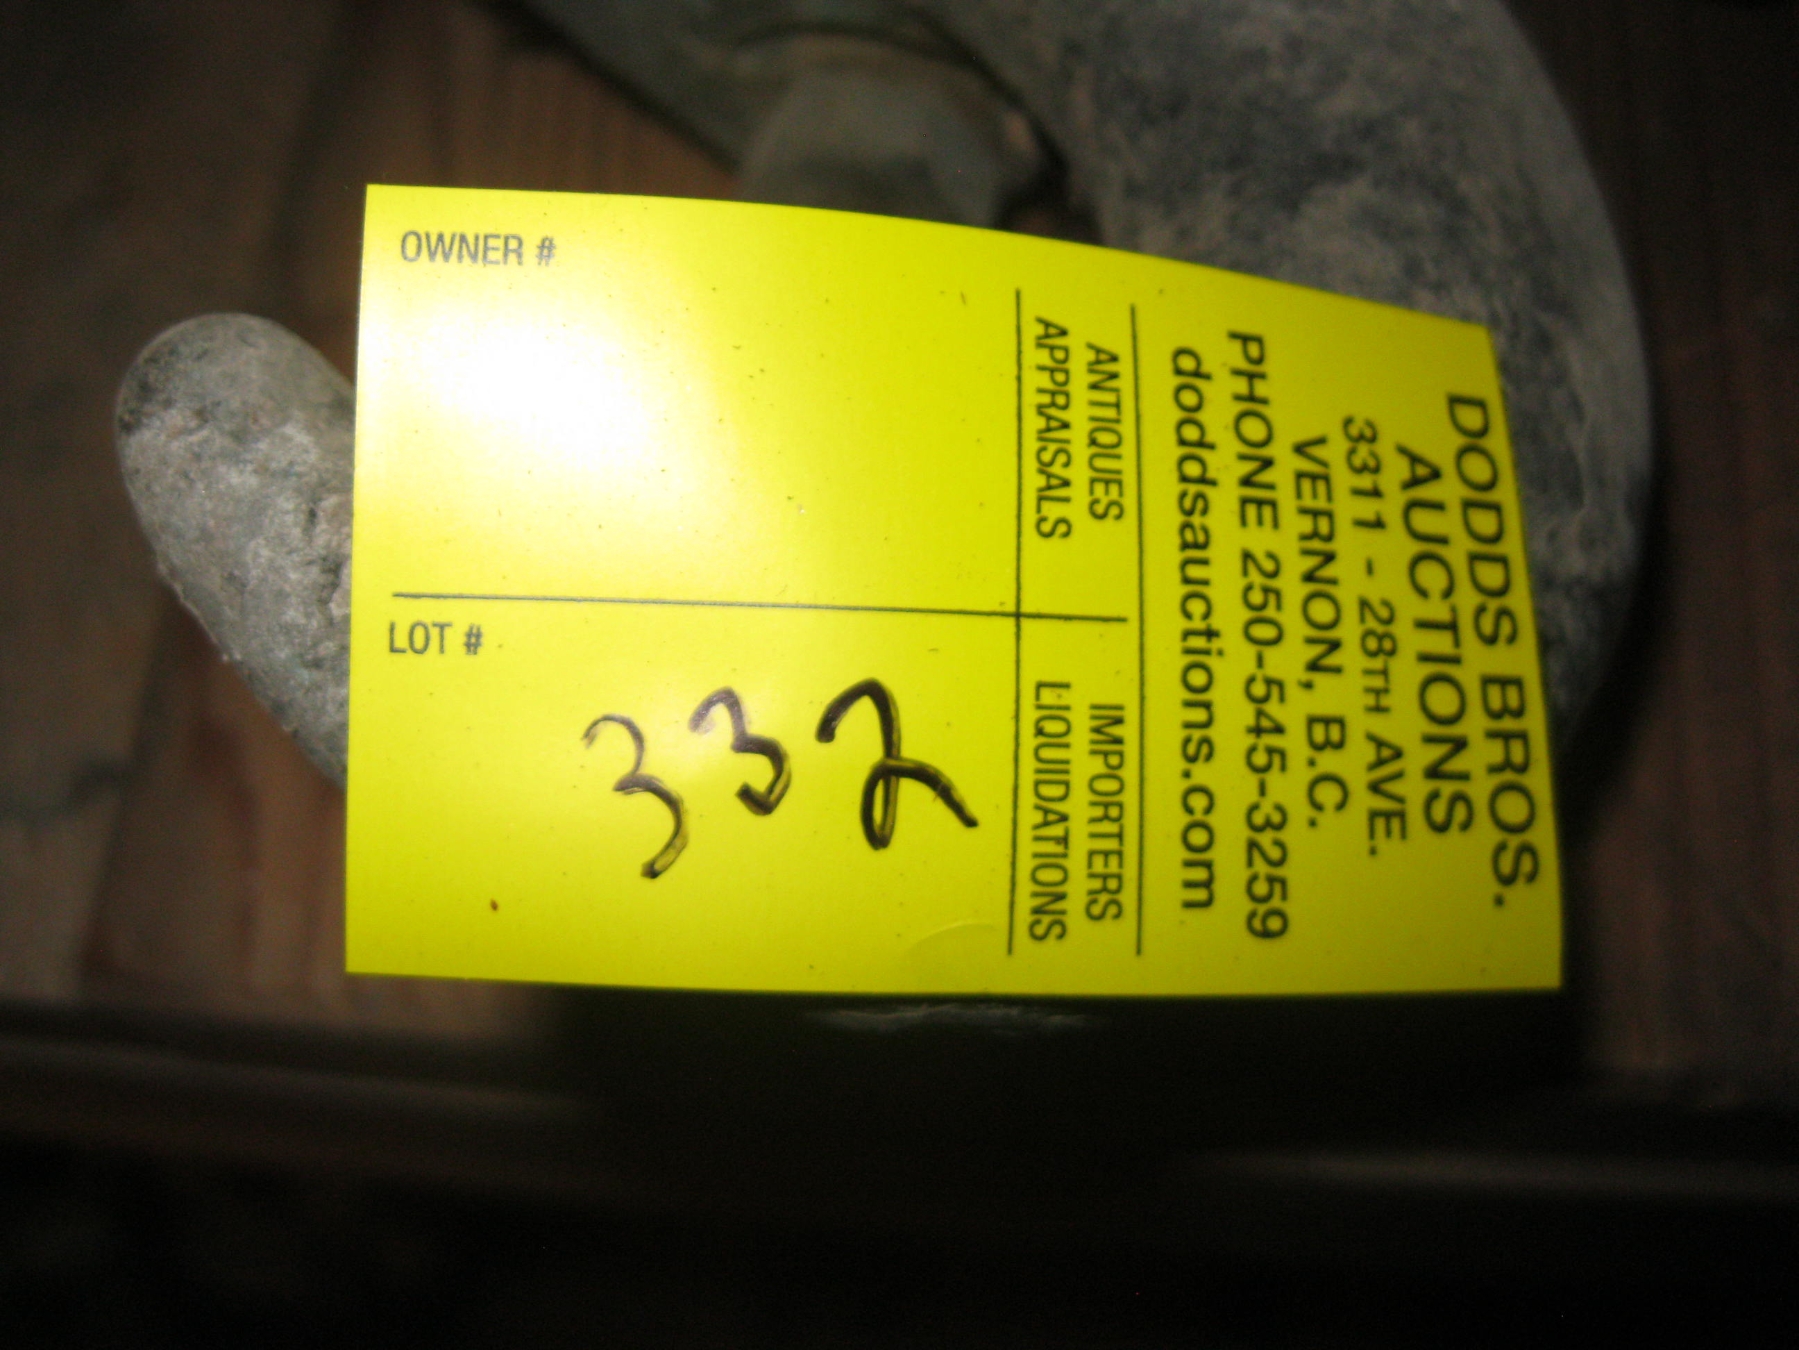 DODDS BROS.
AUCTIONS
3311 - 28TH AVE.
VERNON, B.C.
PHONE 250-545-3259
doddsauctions.com
ANTIQUES
APPRAISALS
IMPORTERS
LIQUIDATIONS
OWNER #
LOT #
332